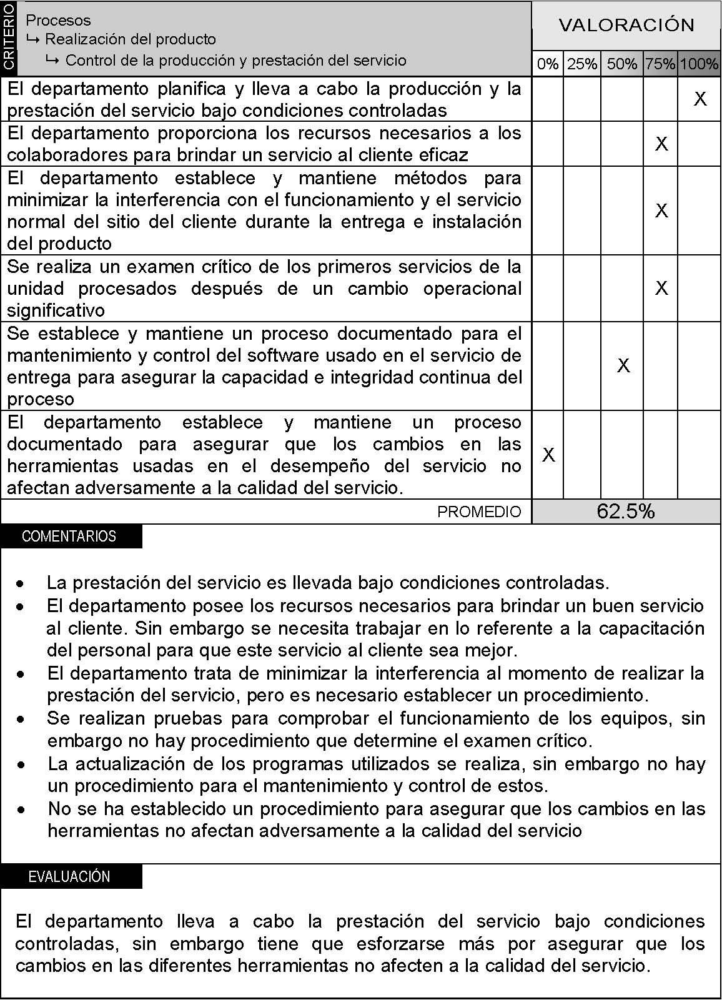 CRITERIO
Procesos
↳ Realización del producto
↳ Control de la producción y prestación del servicio
VALORACIÓN
0% 25% 50% 75% 100%
El departamento planifica y lleva a cabo la producción y la
prestación del servicio bajo condiciones controladas
X
El departamento proporciona los recursos necesarios a los
colaboradores para brindar un servicio al cliente eficaz
X
El departamento establece y mantiene métodos para
minimizar la interferencia con el funcionamiento y el servicio
normal del sitio del cliente durante la entrega e instalación
del producto
X
Se realiza un examen crítico de los primeros servicios de la
unidad procesados después de un cambio operacional
significativo
X
Se establece y mantiene un proceso documentado para el
mantenimiento y control del software usado en el servicio de
entrega para asegurar la capacidad e integridad continua del
proceso
X
El departamento establece y mantiene un proceso
documentado para asegurar que los cambios en las
herramientas usadas en el desempeño del servicio no
afectan adversamente a la calidad del servicio.
X
PROMEDIO 62.5%
COMENTARIOS
• La prestación del servicio es llevada bajo condiciones controladas.
• El departamento posee los recursos necesarios para brindar un buen servicio
al cliente. Sin embargo se necesita trabajar en lo referente a la capacitación
del personal para que este servicio al cliente sea mejor.
• El departamento trata de minimizar la interferencia al momento de realizar la
prestación del servicio, pero es necesario establecer un procedimiento.
• Se realizan pruebas para comprobar el funcionamiento de los equipos, sin
embargo no hay procedimiento que determine el examen crítico.
• La actualización de los programas utilizados se realiza, sin embargo no hay
un procedimiento para el mantenimiento y control de estos.
• No se ha establecido un procedimiento para asegurar que los cambios en las
herramientas no afectan adversamente a la calidad del servicio
EVALUACIÓN
El departamento lleva a cabo la prestación del servicio bajo condiciones
controladas, sin embargo tiene que esforzarse más por asegurar que los
cambios en las diferentes herramientas no afecten a la calidad del servicio.